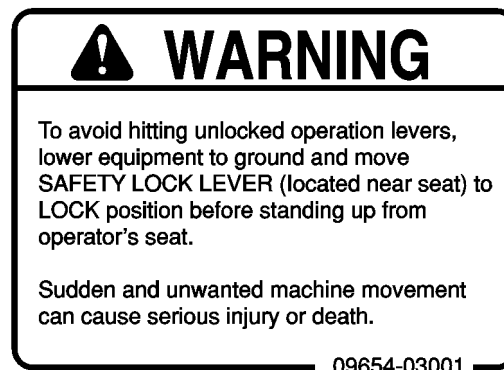 WARNING
To avoid hitting unlocked operation levers,
lower equipment to ground and move
SAFETY LOCK LEVER (located near seat) to
LOCK position before standing up from
operator's seat.
Sudden and unwanted machine movement
can cause serious injury or death.
09654-03001